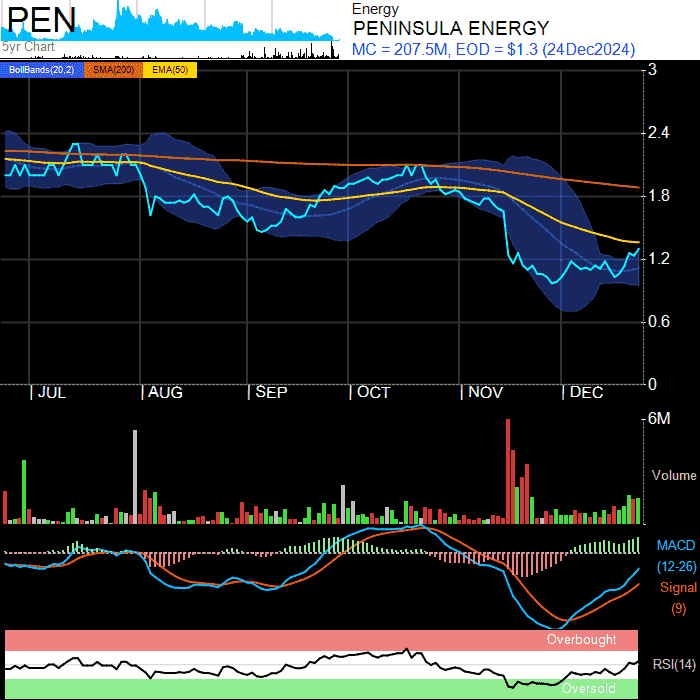 PEN
5yr Chart
Energy
PENINSULA ENERGY
MC = 207.5M, EOD = $1.3 (24Dec2024)
BollBands(20,2) SMA(200) EMA(50)
3
2.4
1.8
1.2
0.6
0
| JUL | AUG | SEP | OCT | NOV | DEC
6M
Volume
MACD
(12-26)
Signal
(9)
Overbought
RSI(14)
Oversold